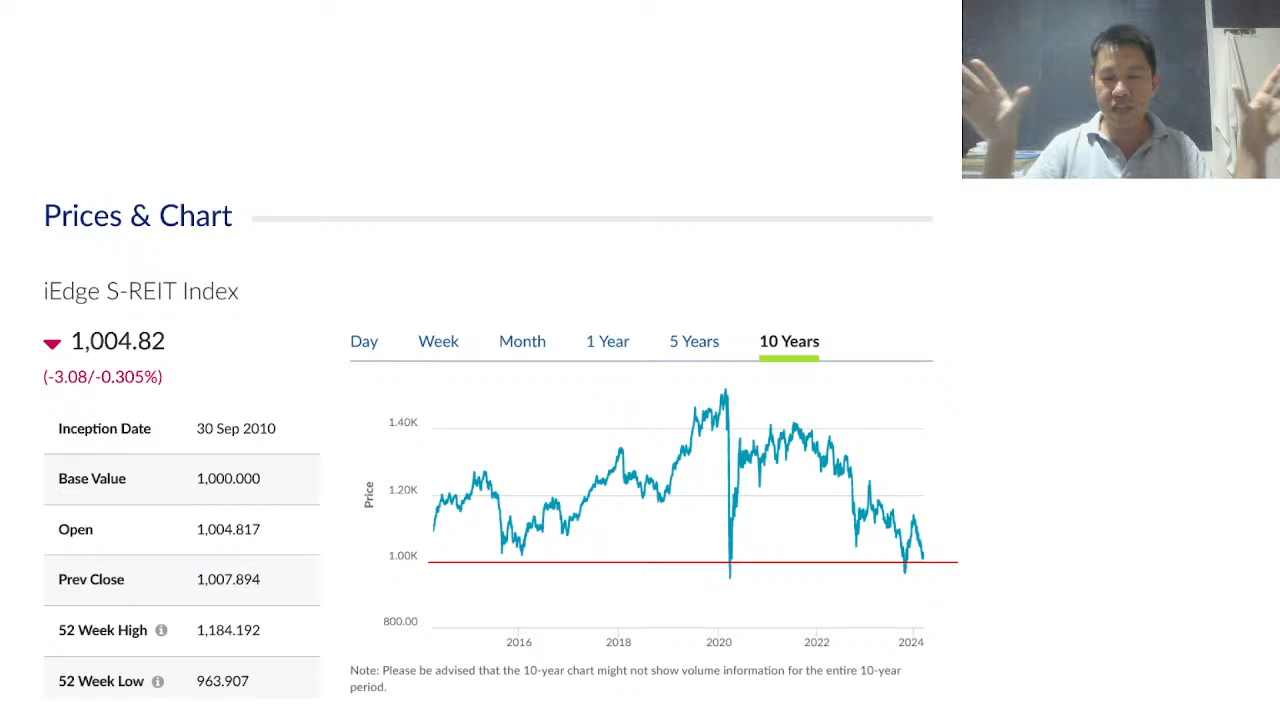 Prices & Chart
iEdge S-REIT Index
1,004.82
(-3.08/-0.305%)
Inception Date 30 Sep 2010
Base Value 1,000.000
Open 1,004.817
Prev Close 1,007.894
52 Week High 1,184.192
52 Week Low 963.907
Day Week Month 1 Year 5 Years 10 Years
Price
1.40K
1.20K
1.00K
800.00
2016 2018 2020 2022 2024
Note: Please be advised that the 10-year chart might not show volume information for the entire 10-year
period.